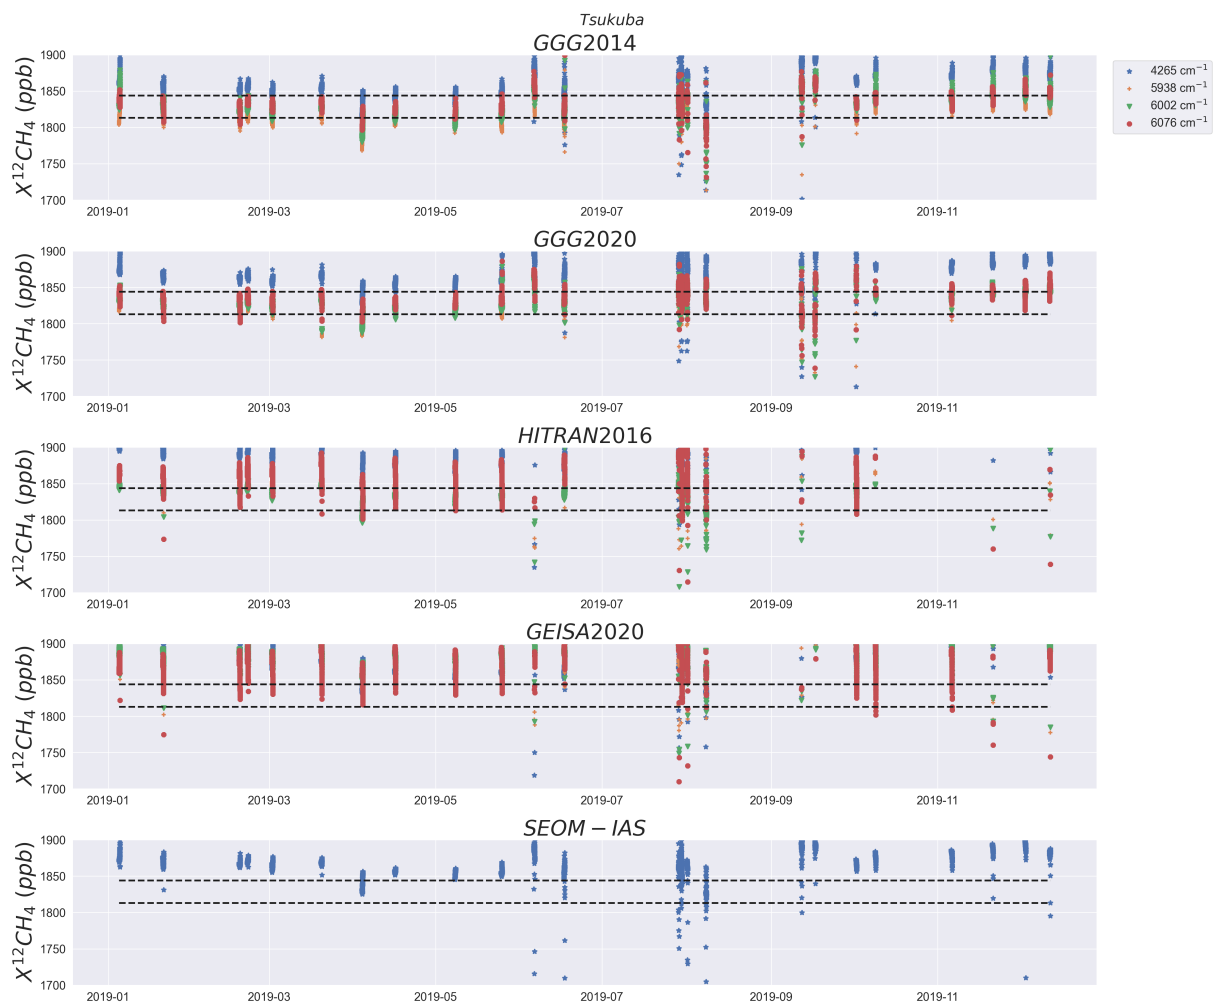 Tsukuba
GGG2014
X¹²CH₄ (ppb)
1900
1850
1800
1750
1700
2019-01 2019-03 2019-05 2019-07 2019-09 2019-11
4265 cm⁻¹
5938 cm⁻¹
6002 cm⁻¹
6076 cm⁻¹
GGG2020
X¹²CH₄ (ppb)
1900
1850
1800
1750
1700
2019-01 2019-03 2019-05 2019-07 2019-09 2019-11
HITRAN2016
X¹²CH₄ (ppb)
1900
1850
1800
1750
1700
2019-01 2019-03 2019-05 2019-07 2019-09 2019-11
GEISA2020
X¹²CH₄ (ppb)
1900
1850
1800
1750
1700
2019-01 2019-03 2019-05 2019-07 2019-09 2019-11
SEOM − IAS
X¹²CH₄ (ppb)
1900
1850
1800
1750
1700
2019-01 2019-03 2019-05 2019-07 2019-09 2019-11